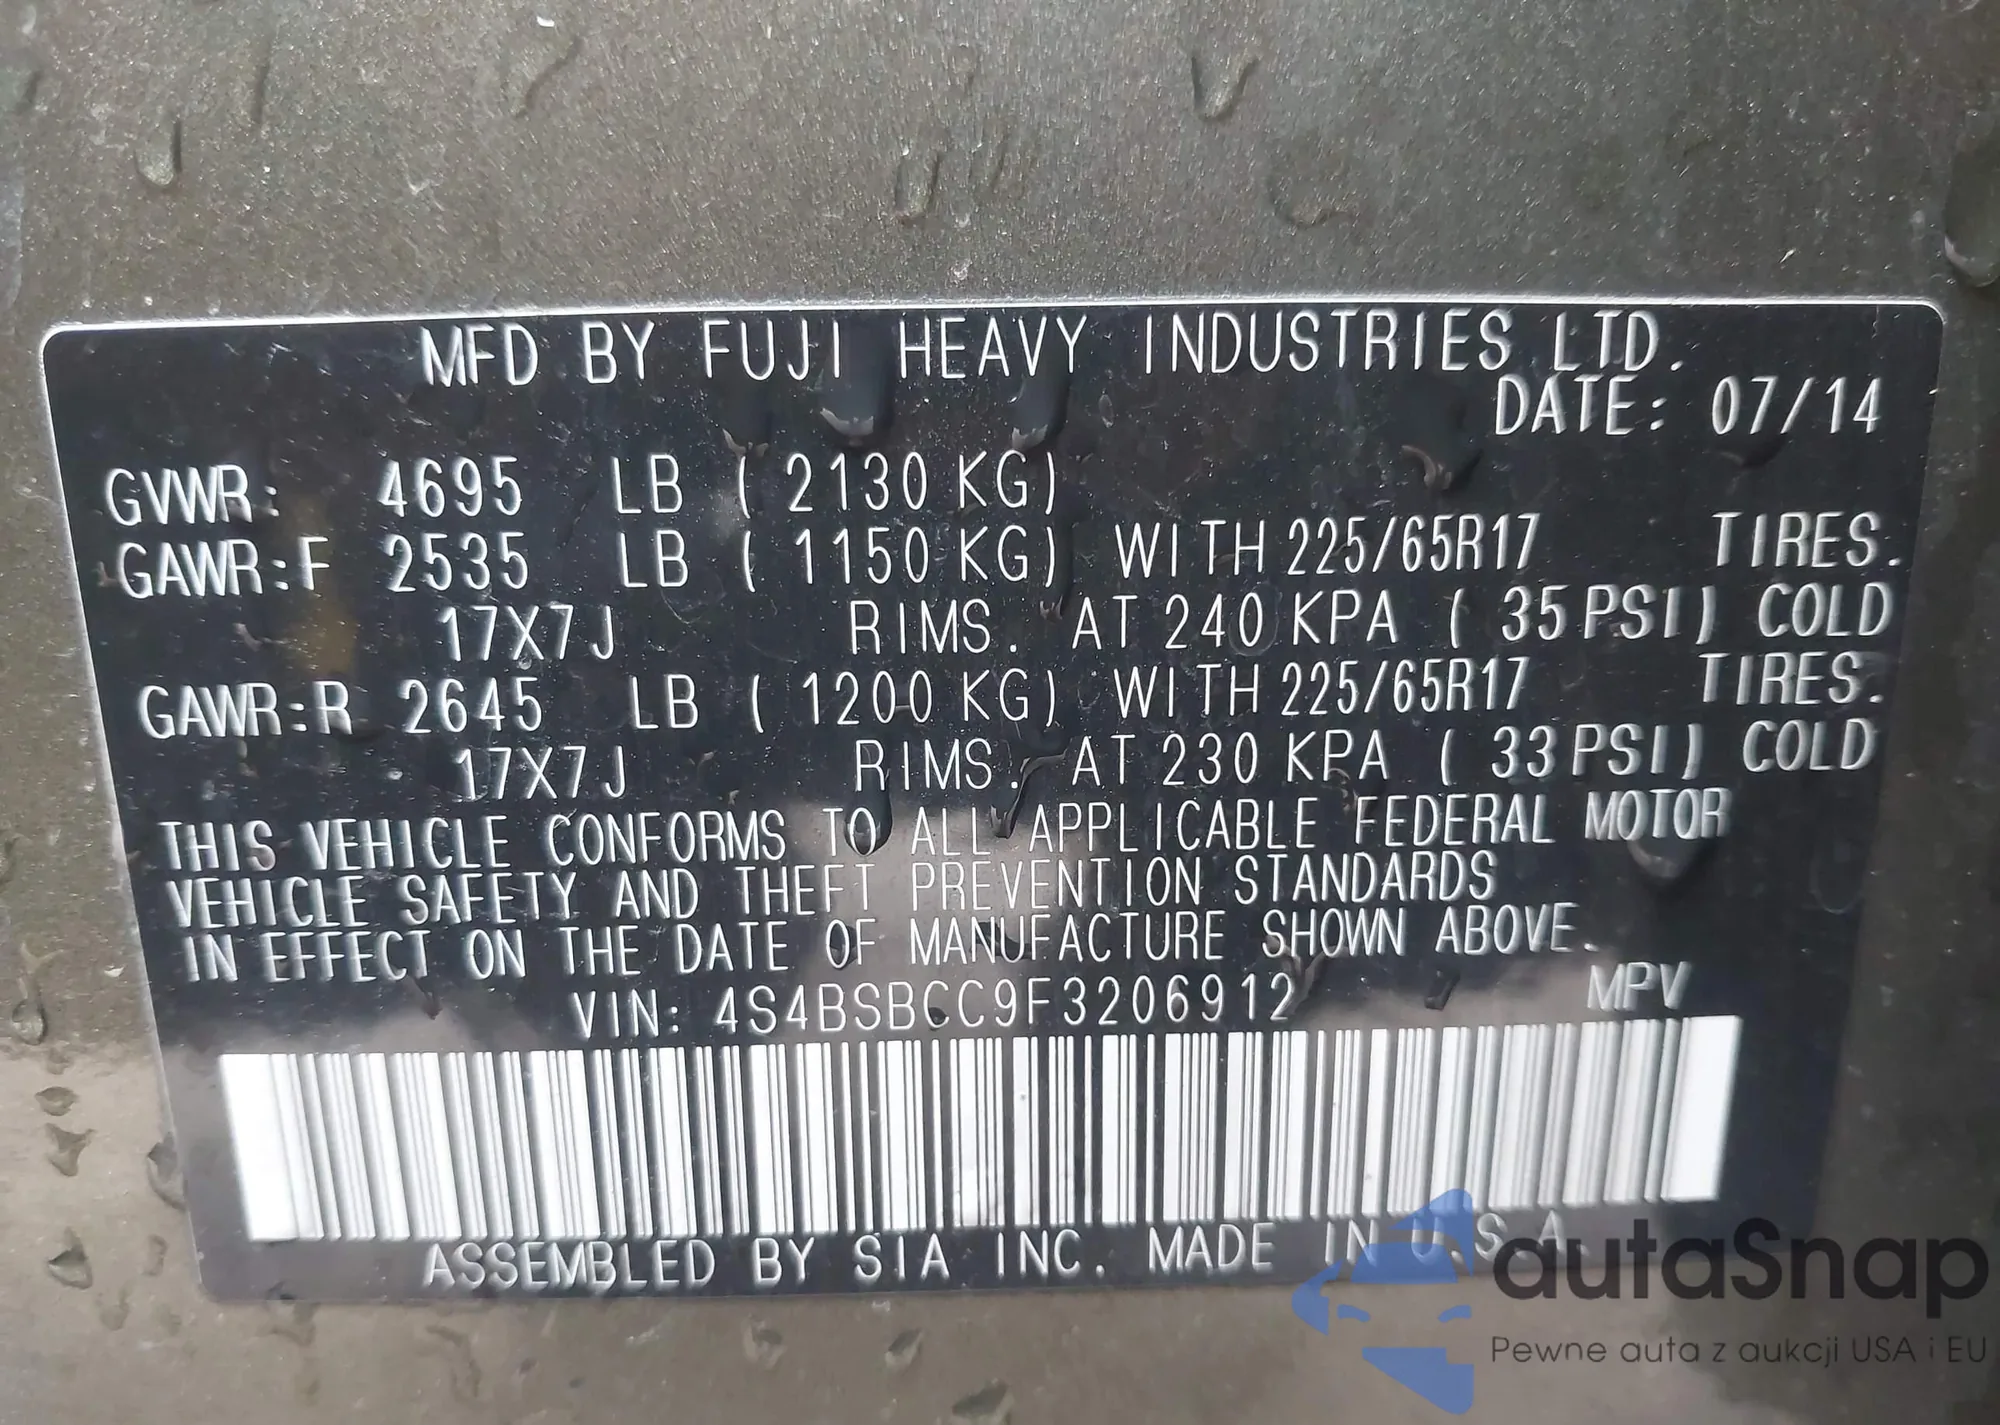 MFD BY FUJI HEAVY INDUSTRIES LTD.
DATE: 07/14
GVWR: 4695 LB ( 2130 KG)
GAWR:F 2535 LB ( 1150 KG) WITH 225/65R17 TIRES.
17X7J RIMS. AT 240 KPA ( 35 PSI) COLD
GAWR:R 2645 LB ( 1200 KG) WITH 225/65R17 TIRES.
17X7J RIMS. AT 230 KPA ( 33 PSI) COLD
THIS VEHICLE CONFORMS TO ALL APPLICABLE FEDERAL MOTOR
VEHICLE SAFETY AND THEFT PREVENTION STANDARDS
IN EFFECT ON THE DATE OF MANUFACTURE SHOWN ABOVE.
VIN: 4S4BSBCC9F3206912 MPV
ASSEMBLED BY SIA INC. MADE IN U.S.A.
autaSnap
Pewne auta z aukcji USA i EU